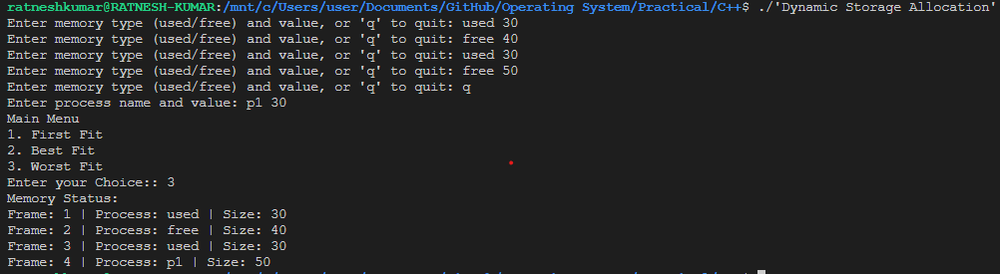 ratneshkumar@RATNESH-KUMAR:/mnt/c/Users/user/Documents/GitHub/Operating System/Practical/C++$ ./'Dynamic Storage Allocation'
Enter memory type (used/free) and value, or 'q' to quit: used 30
Enter memory type (used/free) and value, or 'q' to quit: free 40
Enter memory type (used/free) and value, or 'q' to quit: used 30
Enter memory type (used/free) and value, or 'q' to quit: free 50
Enter memory type (used/free) and value, or 'q' to quit: q
Enter process name and value: p1 30
Main Menu
1. First Fit
2. Best Fit
3. Worst Fit
Enter your Choice:: 3
Memory Status:
Frame: 1 | Process: used | Size: 30
Frame: 2 | Process: free | Size: 40
Frame: 3 | Process: used | Size: 30
Frame: 4 | Process: p1 | Size: 50